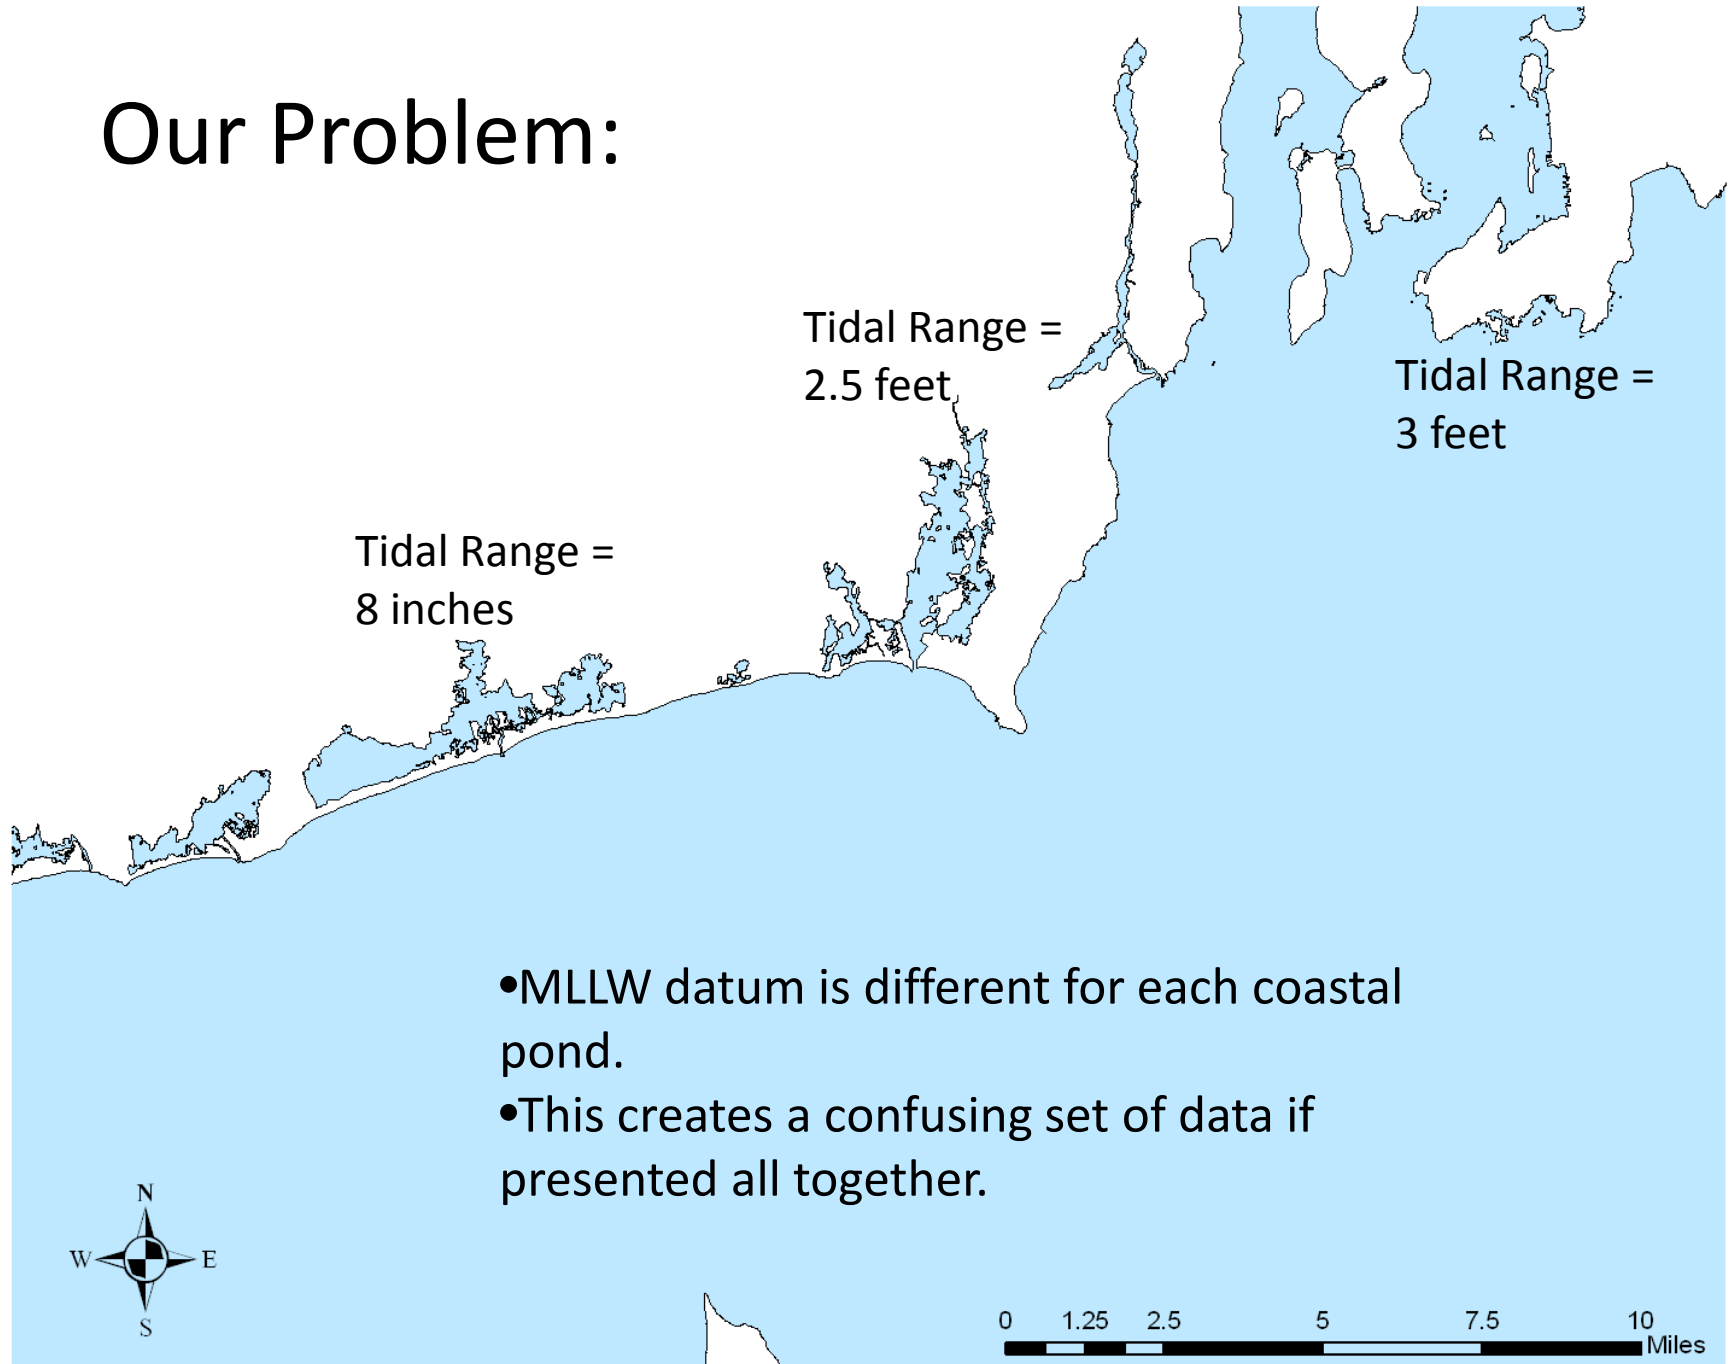 Our Problem:
Tidal Range =
2.5 feet
Tidal Range =
3 feet
Tidal Range =
8 inches
•MLLW datum is different for each coastal
pond.
•This creates a confusing set of data if
presented all together.
N
W E
S
0 1.25 2.5 5 7.5 10
Miles